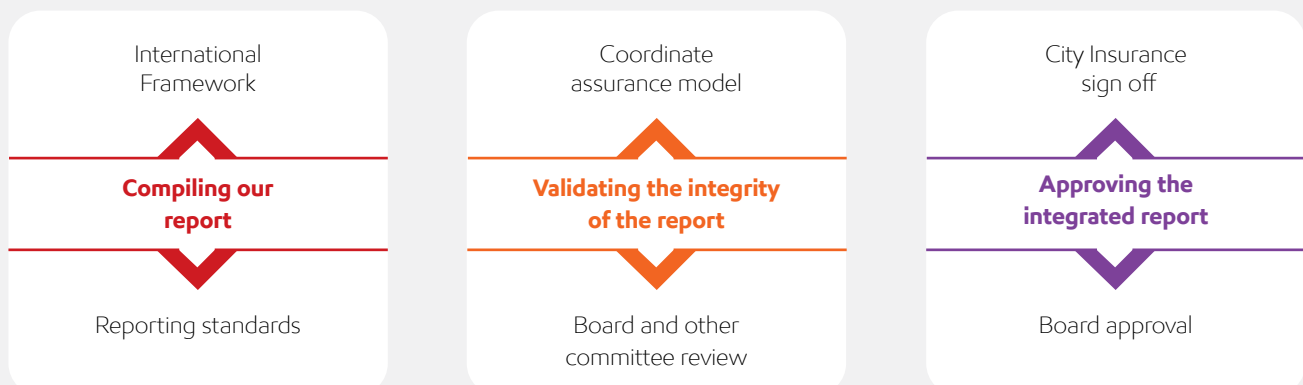 International
Framework
Compiling our
report
Reporting standards
Coordinate
assurance model
Validating the integrity
of the report
Board and other
committee review
City Insurance
sign off
Approving the
integrated report
Board approval